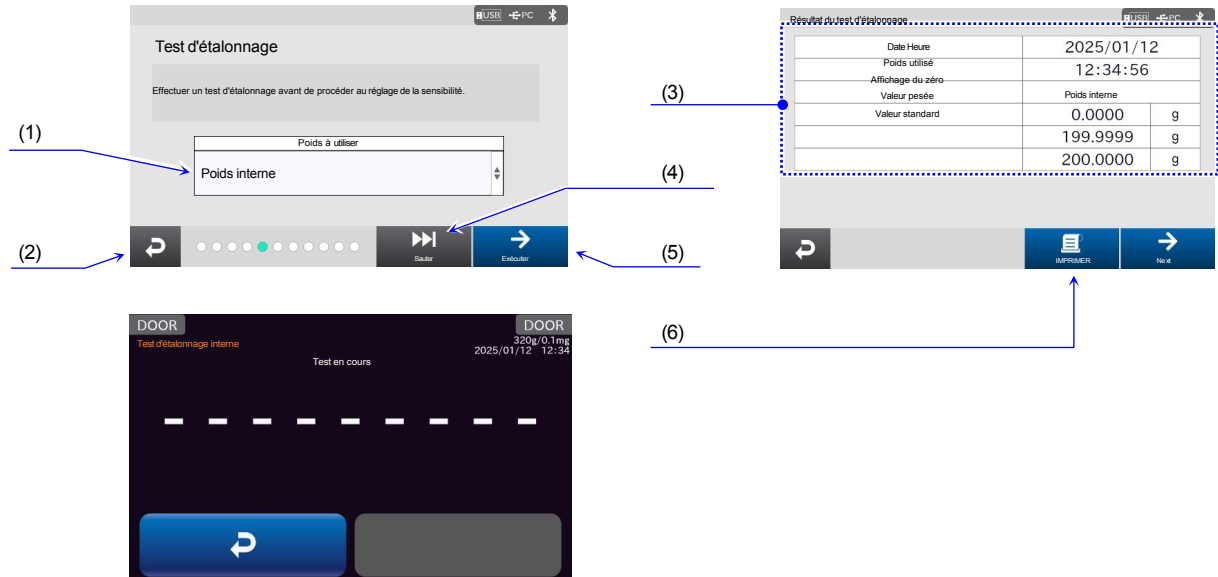 USB PC
Test d'étalonnage
Effectuer un test d'étalonnage avant de procéder au réglage de la sensibilité.
(1)
Poids à utiliser
Poids interne
(2)
Sauter
Exécuter
(4)
(5)
USB PC
Résultat du test d'étalonnage
Date Heure 2025/01/12
Poids utilisé 12:34:56
Affichage du zéro
Valeur pesée Poids interne
Valeur standard 0.0000 g
199.9999 g
200.0000 g
(3)
IMPRIMER
Next
(6)
DOOR DOOR
Test d'étalonnage interne 320g/0.1mg
2025/01/12 12:34
Test en cours
– – – – – – – – –